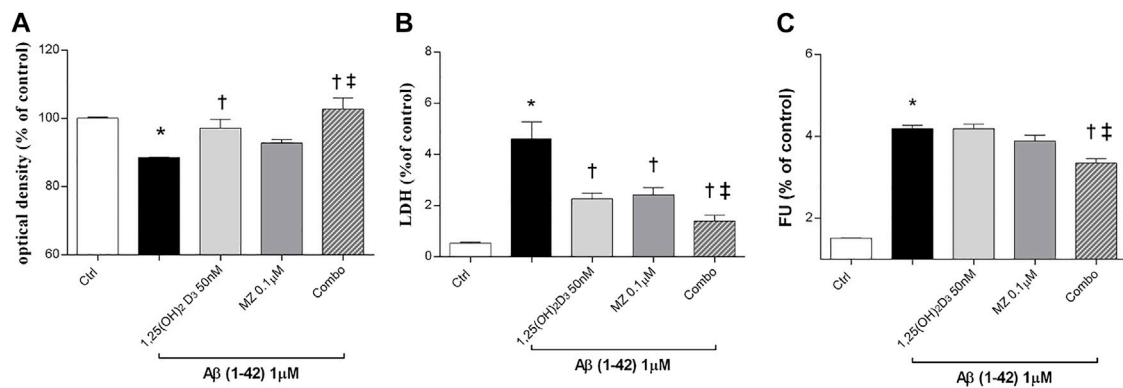 A
optical density (% of control)
120
100
80
60
*
†
† ‡
Ctrl
1,25(OH)2 D3 50nM
MZ 0.1µM
Combo
Aβ (1-42) 1µM
B
LDH (%of control)
8
6
4
2
0
*
†
†
† ‡
Ctrl
1,25(OH)2D3 50nM
MZ 0.1µM
Combo
Aβ (1-42) 1µM
C
FU (% of control)
6
4
2
*
† ‡
Ctrl
1,25(OH)2D3 50nM
MZ 0.1µM
Combo
Aβ (1-42) 1µM